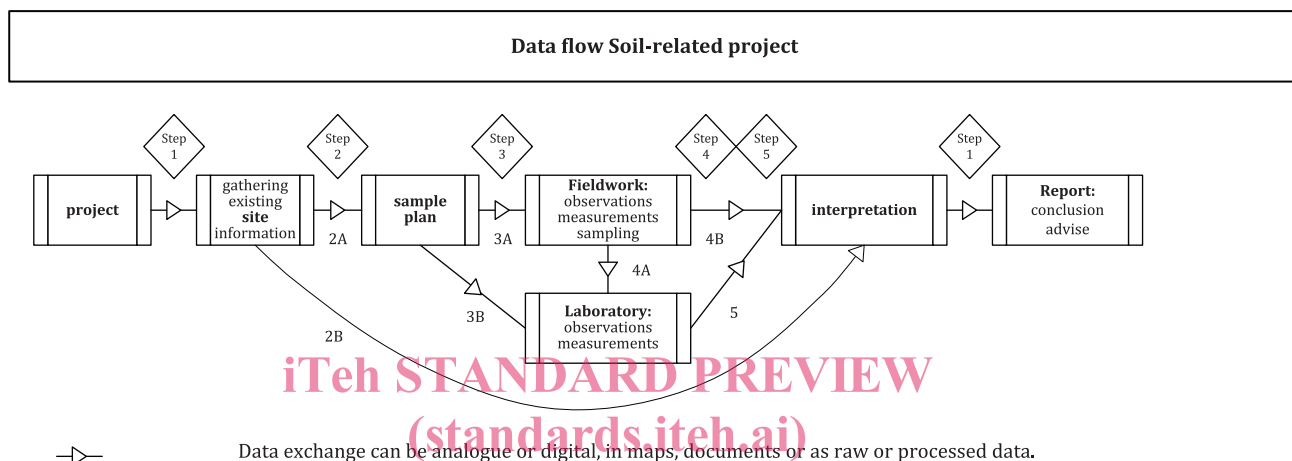 Data flow Soil-related project
Step
1
Step
2
Step
3
Step
4
Step
5
Step
1
project
gathering
existing
site
information
2A
sample
plan
3A
Fieldwork:
observations
measurements
sampling
4B
interpretation
Report:
conclusion
advise
4A
3B
Laboratory:
observations
measurements
5
2B
iTeh STANDARD PREVIEW
(standards.iteh.ai)
Data exchange can be analogue or digital, in maps, documents or as raw or processed data.